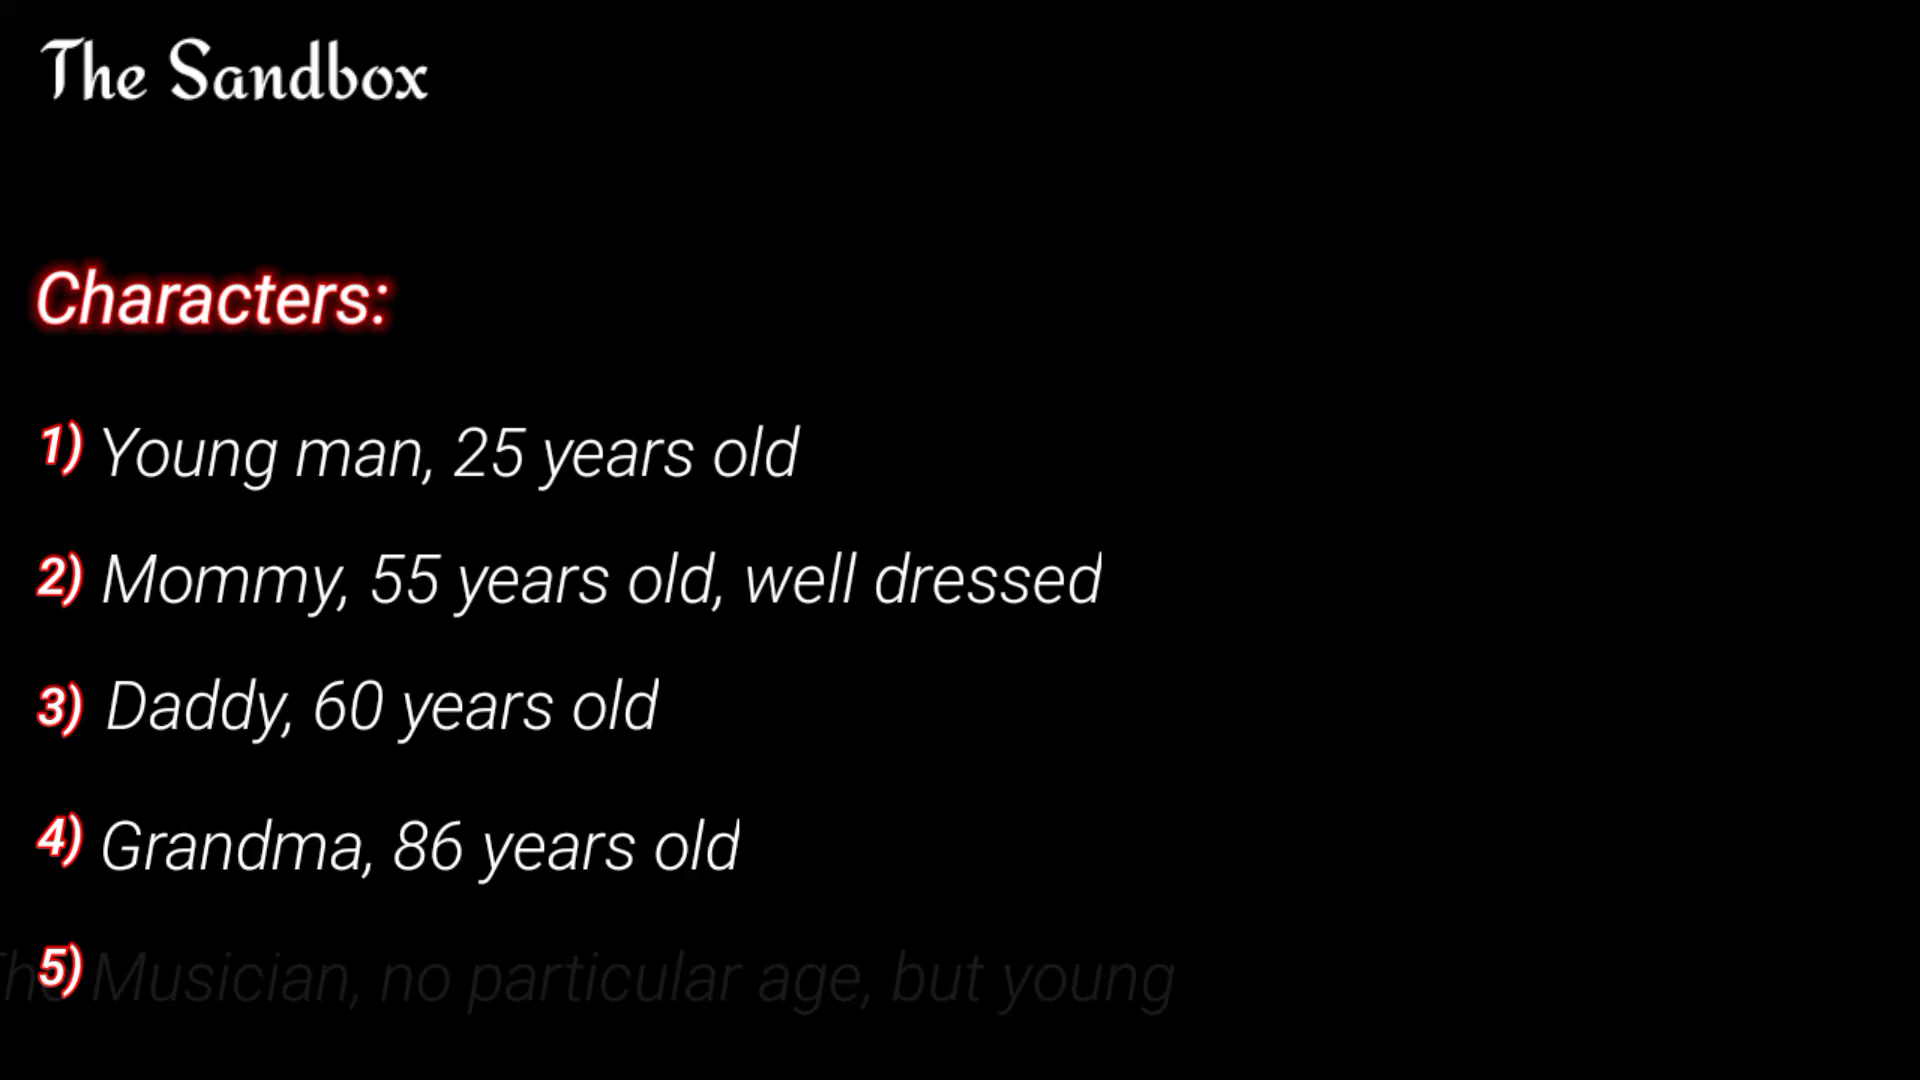 The Sandbox
Characters:
1) Young man, 25 years old
2) Mommy, 55 years old, well dressed
3) Daddy, 60 years old
4) Grandma, 86 years old
5) The Musician, no particular age, but young